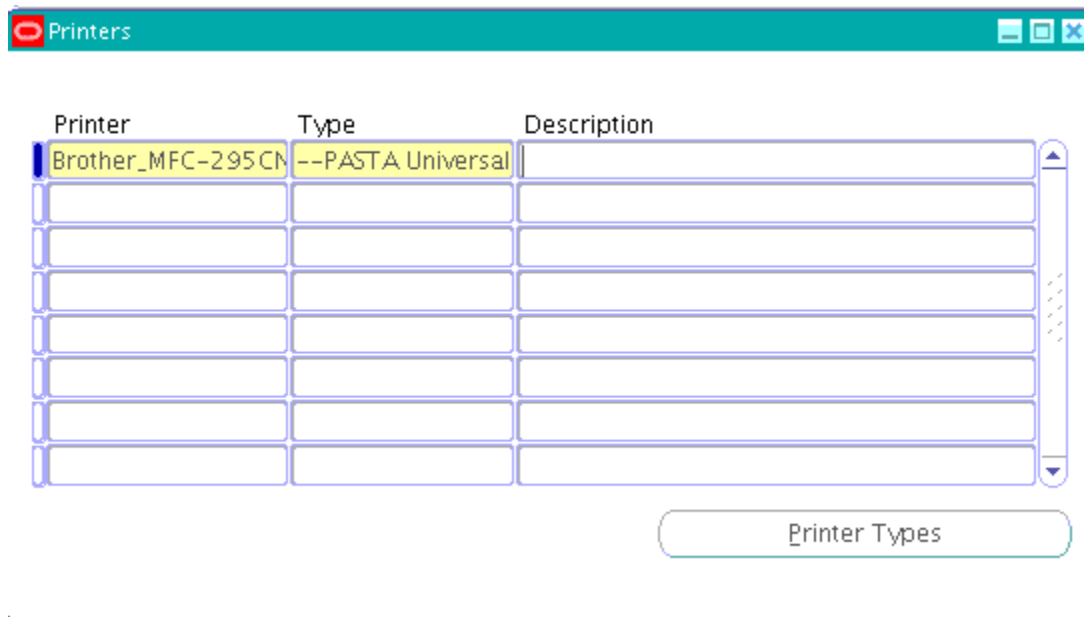 Printers
Printer Type Description
Brother_MFC-295CN --PASTA Universal
Printer Types